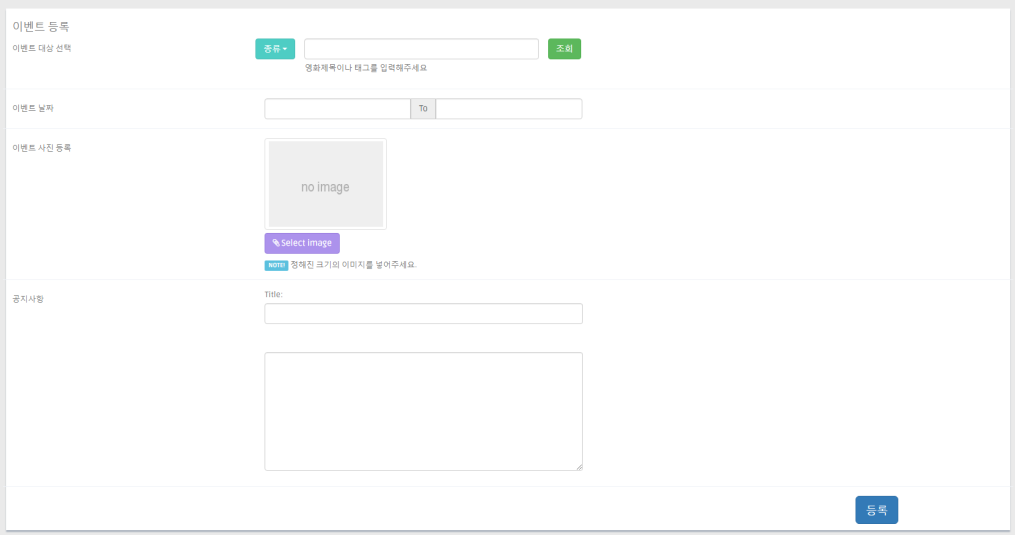 이벤트 등록
이벤트 대상 선택
종류
조회
영화제목이나 태그를 입력해주세요
이벤트 날짜
To
이벤트 사진 등록
no image
Select image
NOTE! 정해진 크기의 이미지를 넣어주세요.
공지사항
Title:
등록